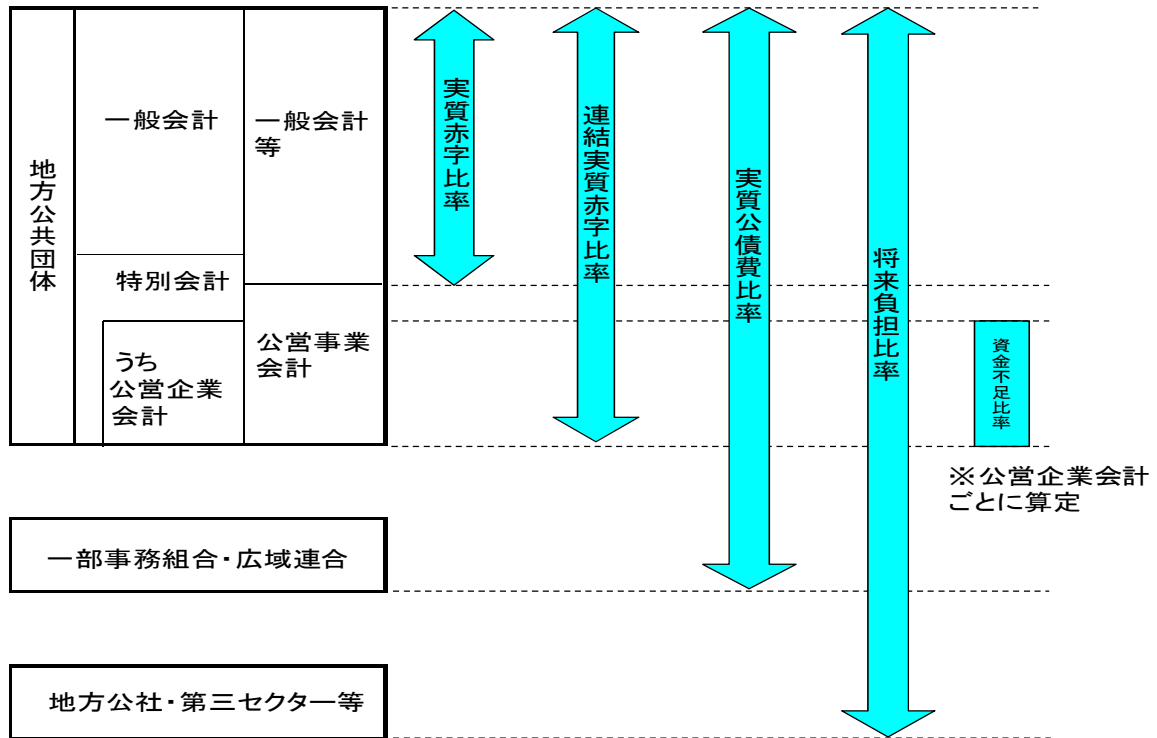 地方公共団体
一般会計
一般会計
等
特別会計
うち
公営企業
会計
公営事業
会計
実質赤字比率
連結実質赤字比率
実質公債費比率
将来負担比率
資金不足比率
※公営企業会計
ごとに算定
一部事務組合・広域連合
地方公社・第三セクター等